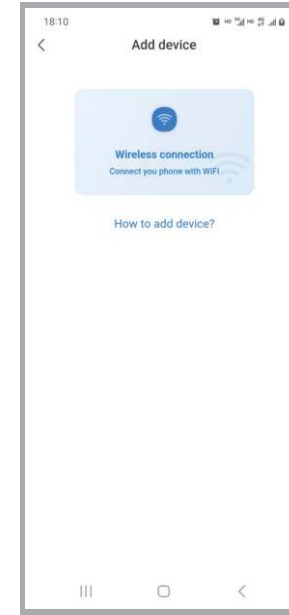 18:10
Add device
Wireless connection
Connect you phone with WIFI
How to add device?